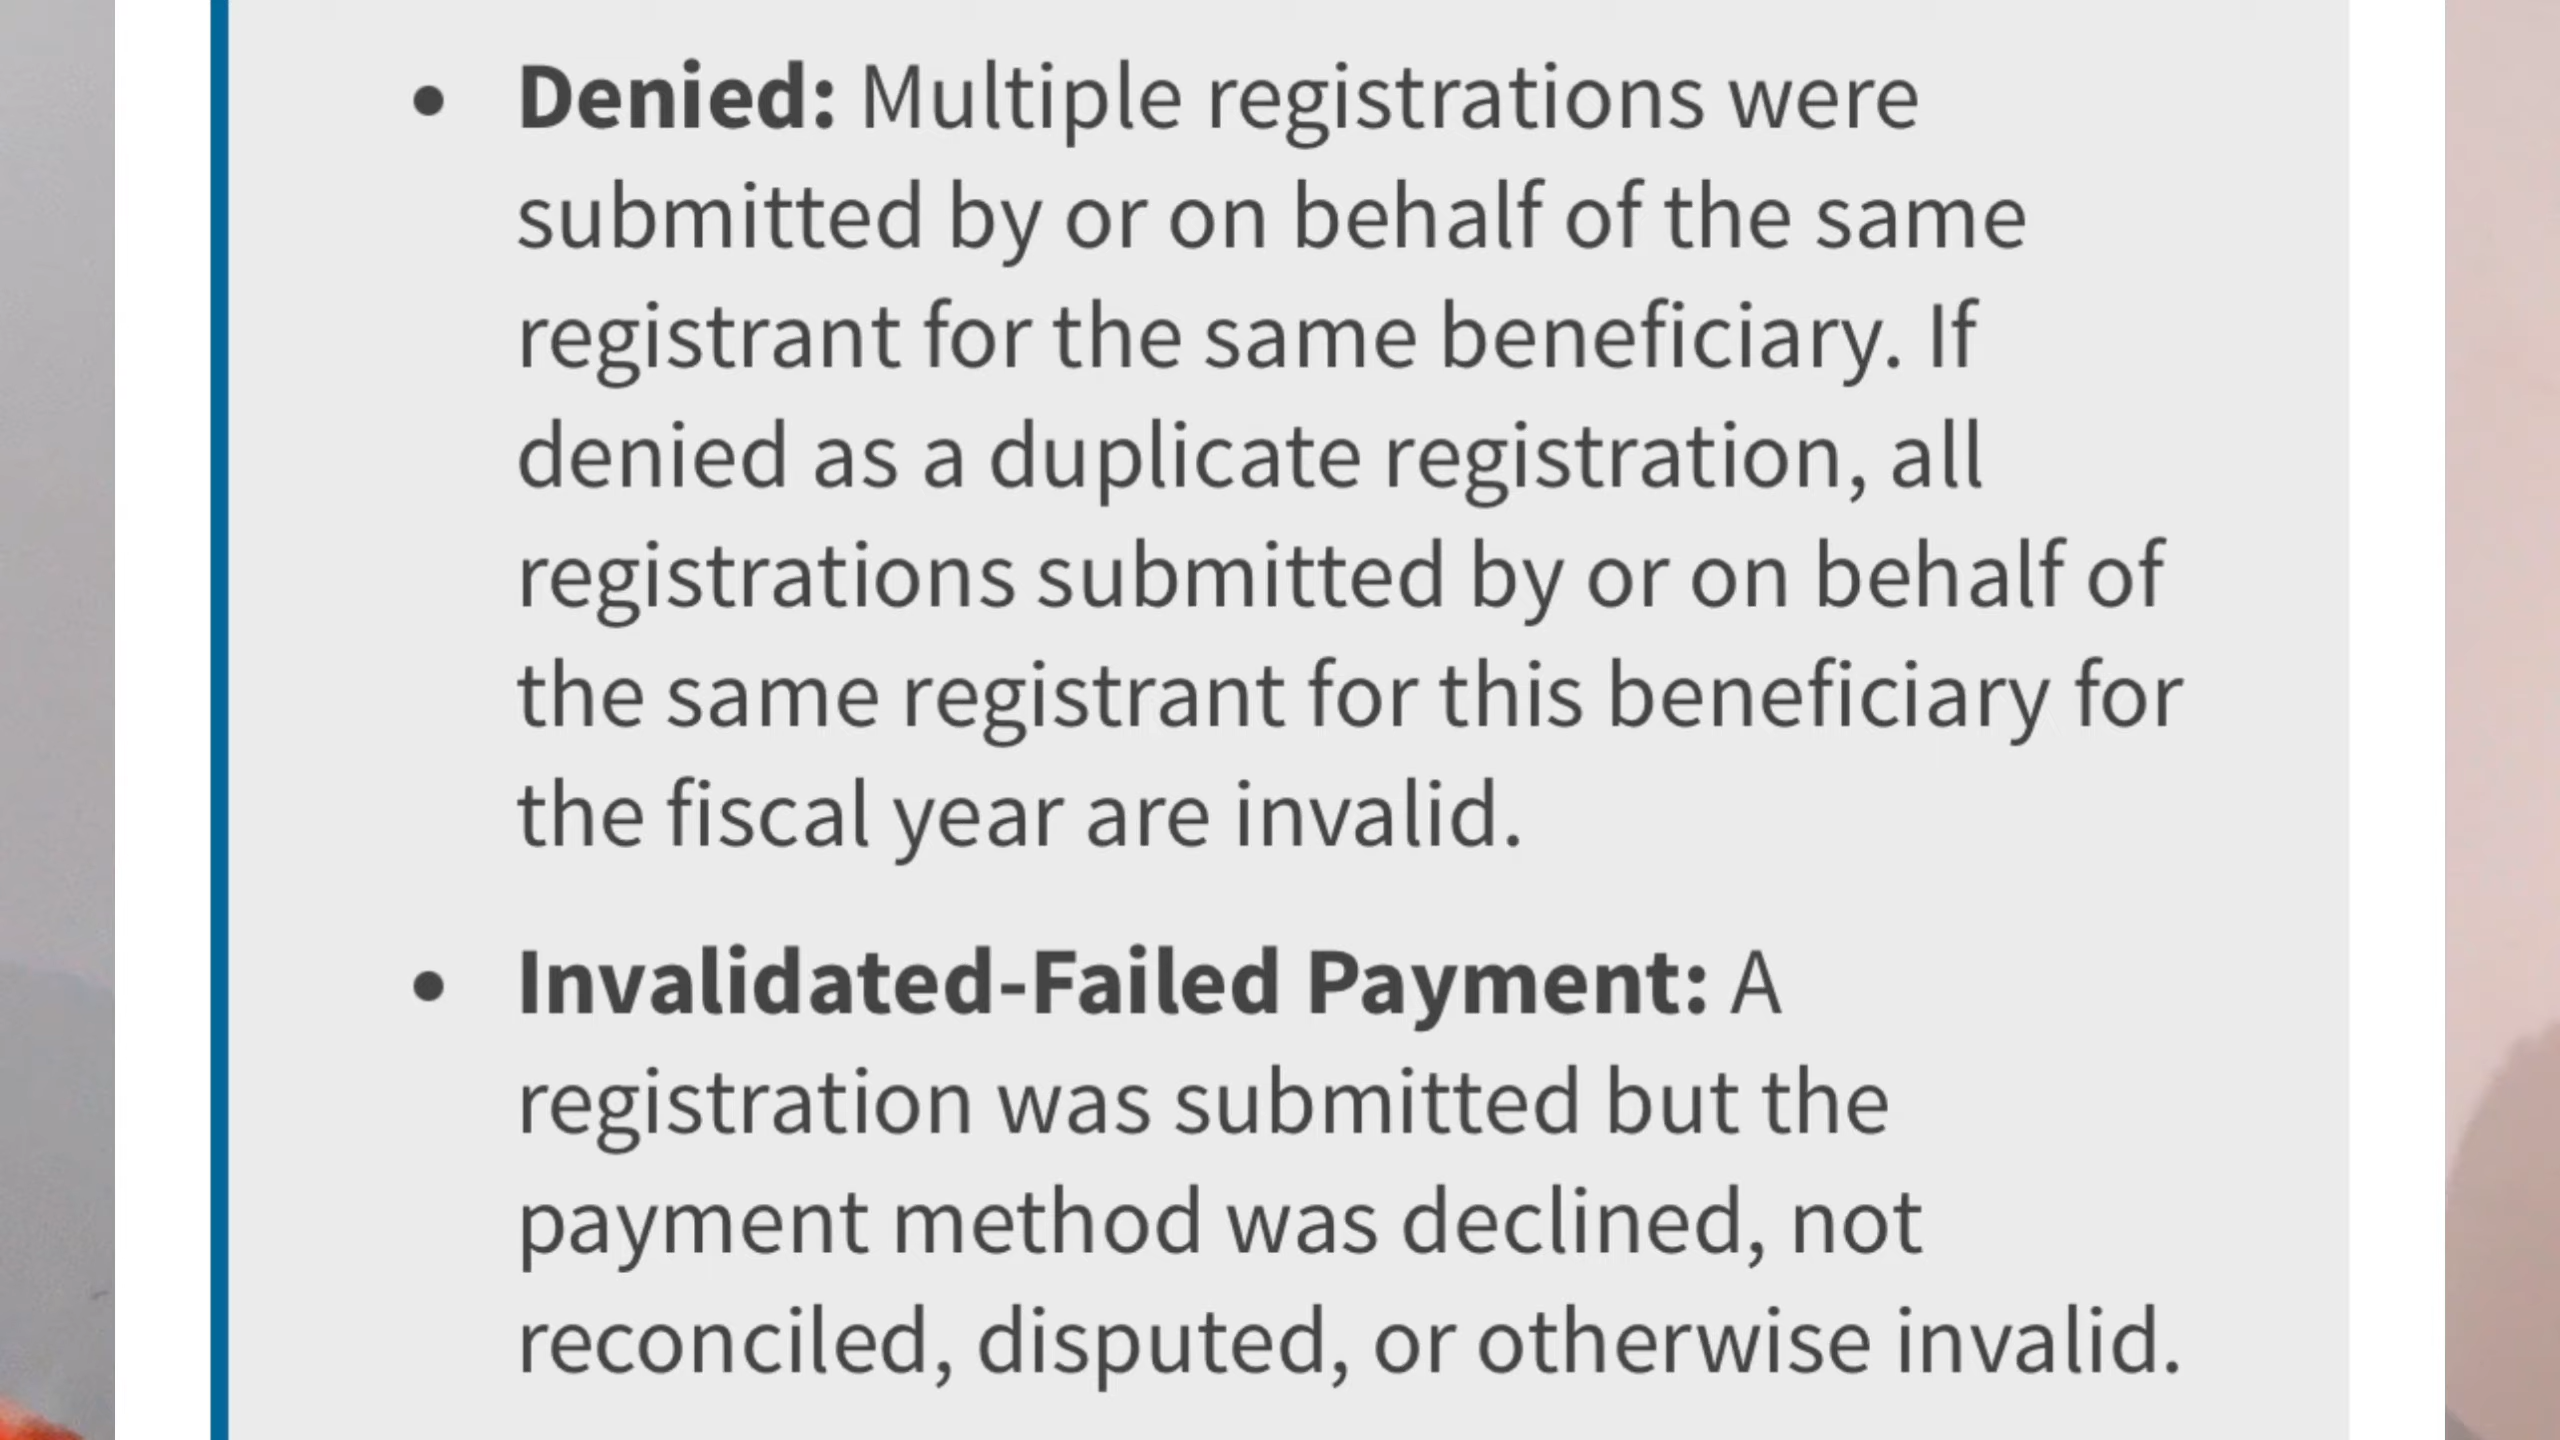 • Denied: Multiple registrations were
submitted by or on behalf of the same
registrant for the same beneficiary. If
denied as a duplicate registration, all
registrations submitted by or on behalf of
the same registrant for this beneficiary for
the fiscal year are invalid.
• Invalidated-Failed Payment: A
registration was submitted but the
payment method was declined, not
reconciled, disputed, or otherwise invalid.